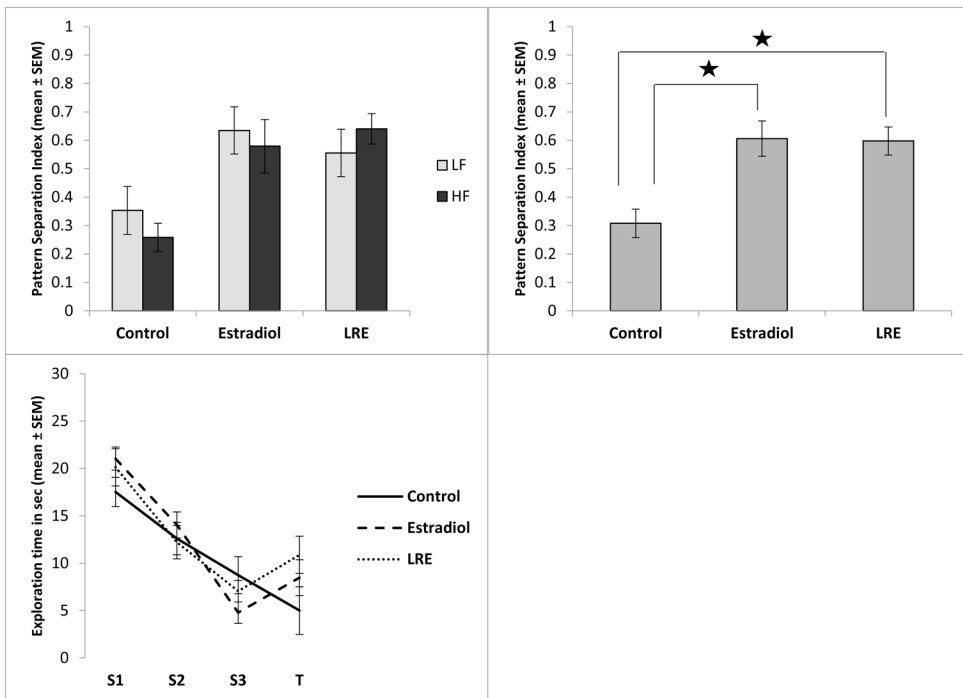 Pattern Separation Index (mean ± SEM)
1
0.9
0.8
0.7
0.6
0.5
0.4
0.3
0.2
0.1
0
Control Estradiol LRE
LF
HF
Pattern Separation Index (mean ± SEM)
1
0.9
0.8
0.7
0.6
0.5
0.4
0.3
0.2
0.1
0
Control Estradiol LRE
Exploration time in sec (mean ± SEM)
30
25
20
15
10
5
0
S1 S2 S3 T
Control
Estradiol
LRE